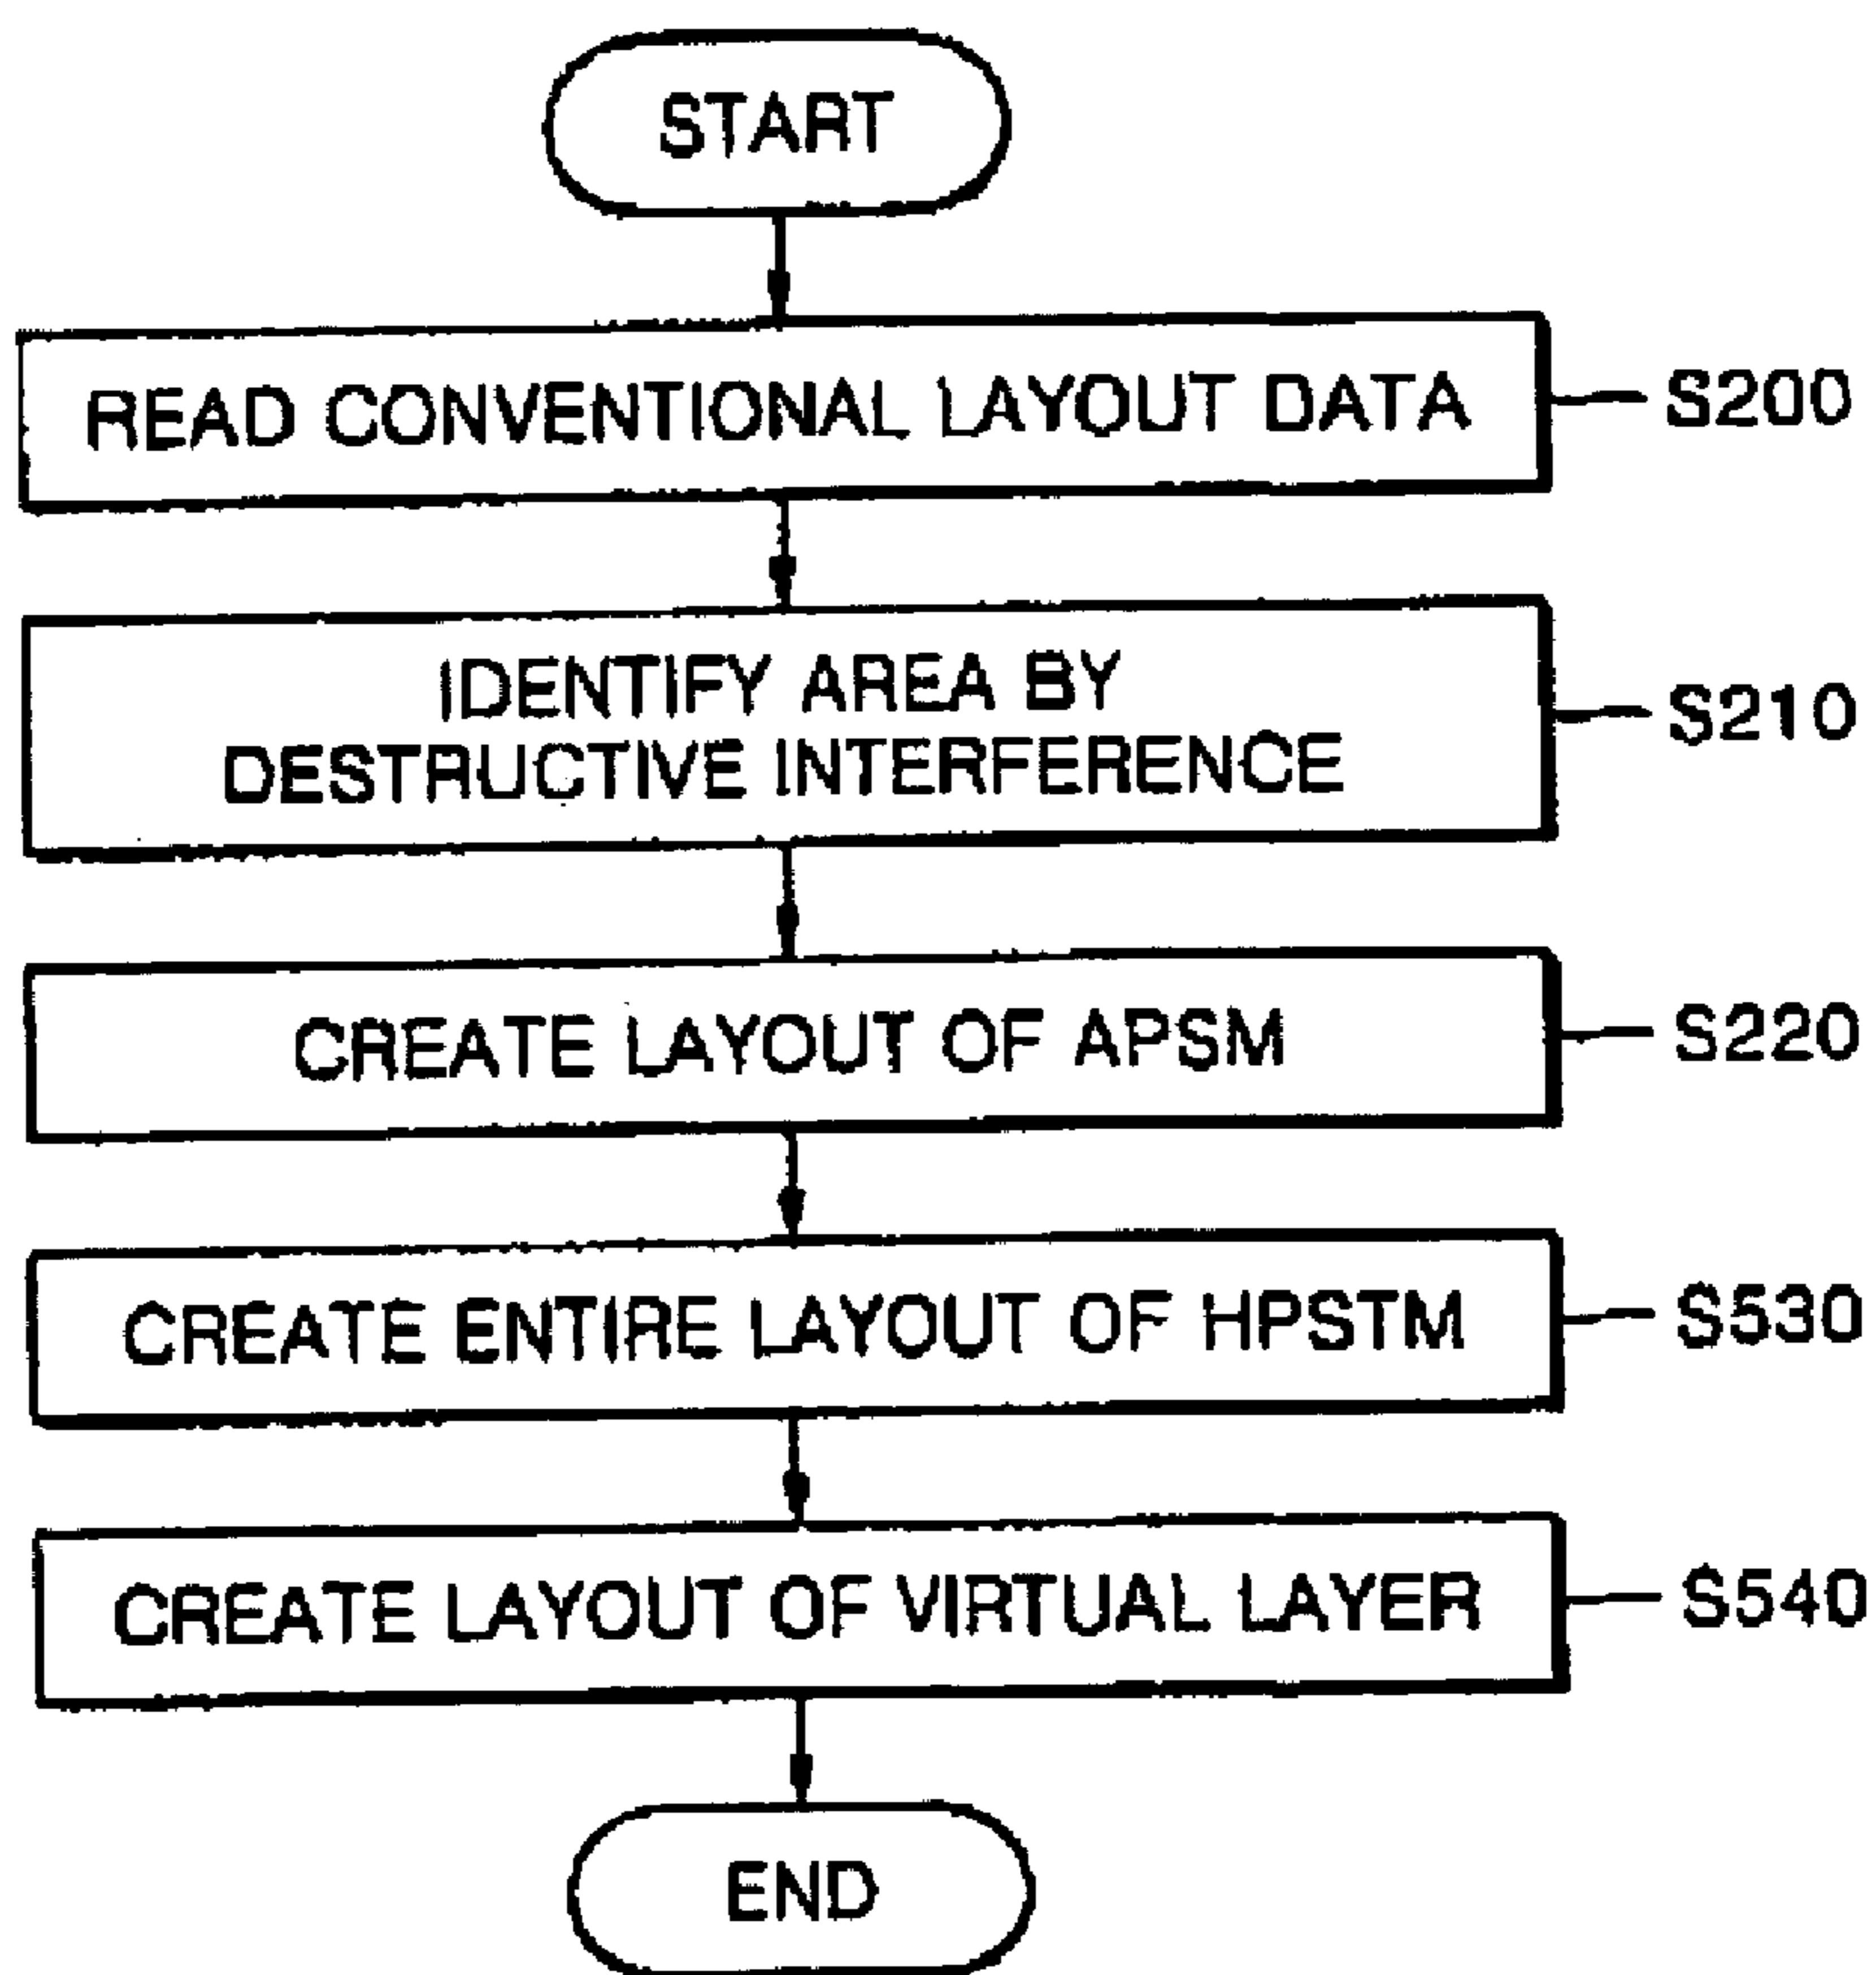 START
READ CONVENTIONAL LAYOUT DATA
S200
IDENTIFY AREA BY
DESTRUCTIVE INTERFERENCE
S210
CREATE LAYOUT OF APSM
S220
CREATE ENTIRE LAYOUT OF HPSTM
S530
CREATE LAYOUT OF VIRTUAL LAYER
S540
END